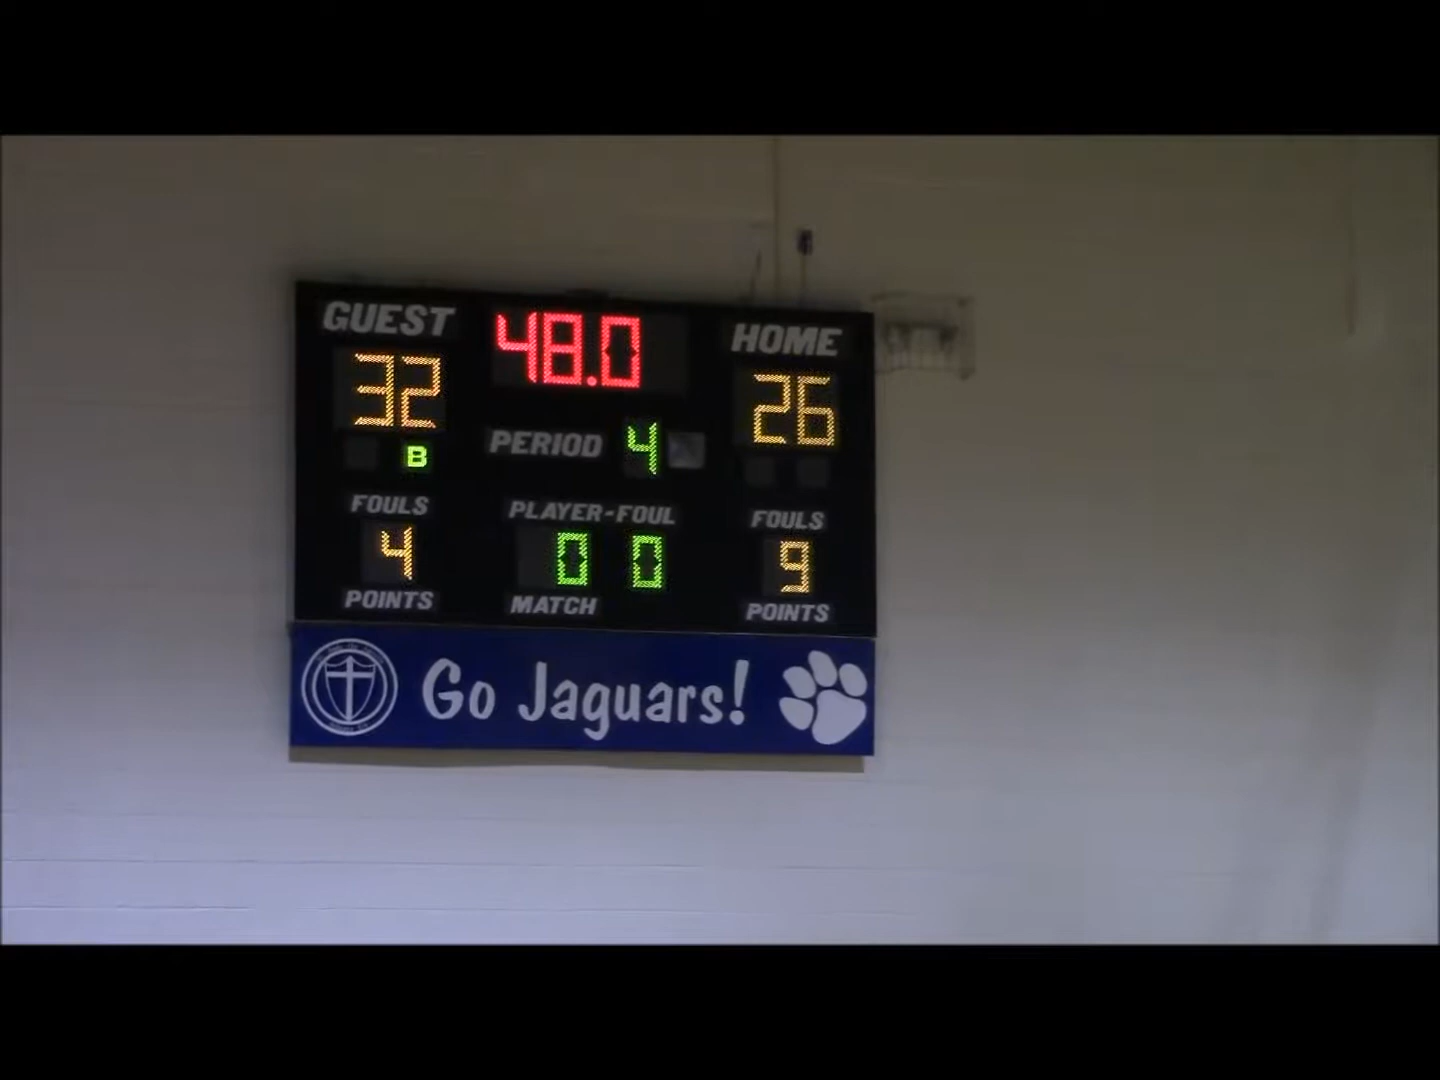 GUEST 48.0 HOME
32 26
B PERIOD 4
FOULS PLAYER-FOUL FOULS
4 0 0 9
POINTS MATCH POINTS
Go Jaguars!